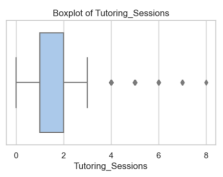 Boxplot of Tutoring_Sessions
0 2 4 6 8
Tutoring_Sessions